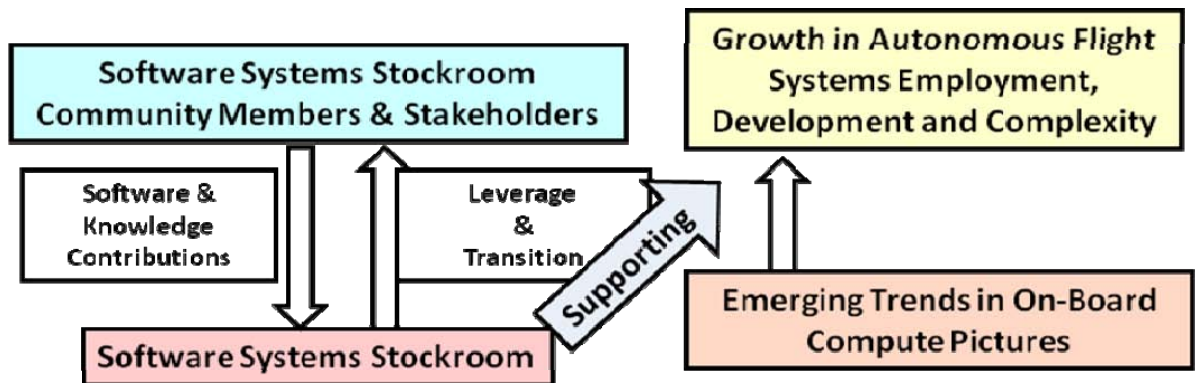 Software Systems Stockroom
Community Members & Stakeholders
Growth in Autonomous Flight
Systems Employment,
Development and Complexity
Software &
Knowledge
Contributions
Leverage
&
Transition
Supporting
Software Systems Stockroom
Emerging Trends in On-Board
Compute Pictures